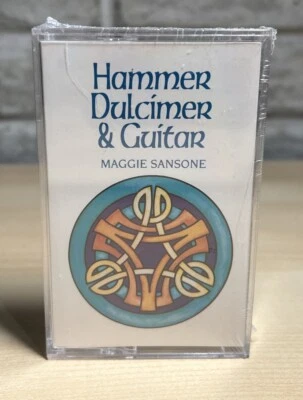 Hammer
Dulcimer
& Guitar
MAGGIE SANSONE